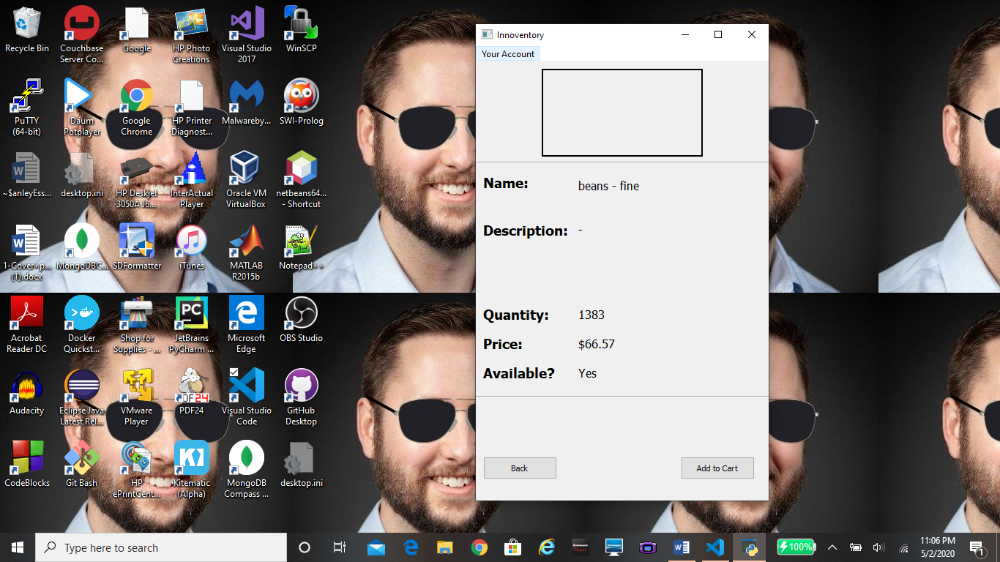 Recycle Bin
Couchbase
Server Co...
Google
HP Photo
Creations
Visual Studio
2017
WinSCP
PuTTY
(64-bit)
Daum
Potplayer
Google
Chrome
HP Printer
Diagnost...
Malwareby...
SWI-Prolog
~$anleyEss...
desktop.ini
HP Deskjet
3050A J6...
InterActual
Player
Oracle VM
VirtualBox
netbeans64...
- Shortcut
1-Cover+p...
(1).docx
MongoDBC...
SDFormatter
iTunes
MATLAB
R2015b
Notepad++
Acrobat
Reader DC
Docker
Quickst...
Shop for
Supplies - ...
JetBrains
PyCharm ...
Microsoft
Edge
OBS Studio
Audacity
Eclipse Java
Latest Rel...
VMware
Player
PDF24
Visual Studio
Code
GitHub
Desktop
CodeBlocks
Git Bash
HP
ePrintCent...
Kitematic
(Alpha)
MongoDB
Compass ...
desktop.ini
Innoventory
Your Account
Name: beans - fine
Description: -
Quantity: 1383
Price: $66.57
Available? Yes
Back
Add to Cart
Type here to search
100%
11:06 PM
5/2/2020
1